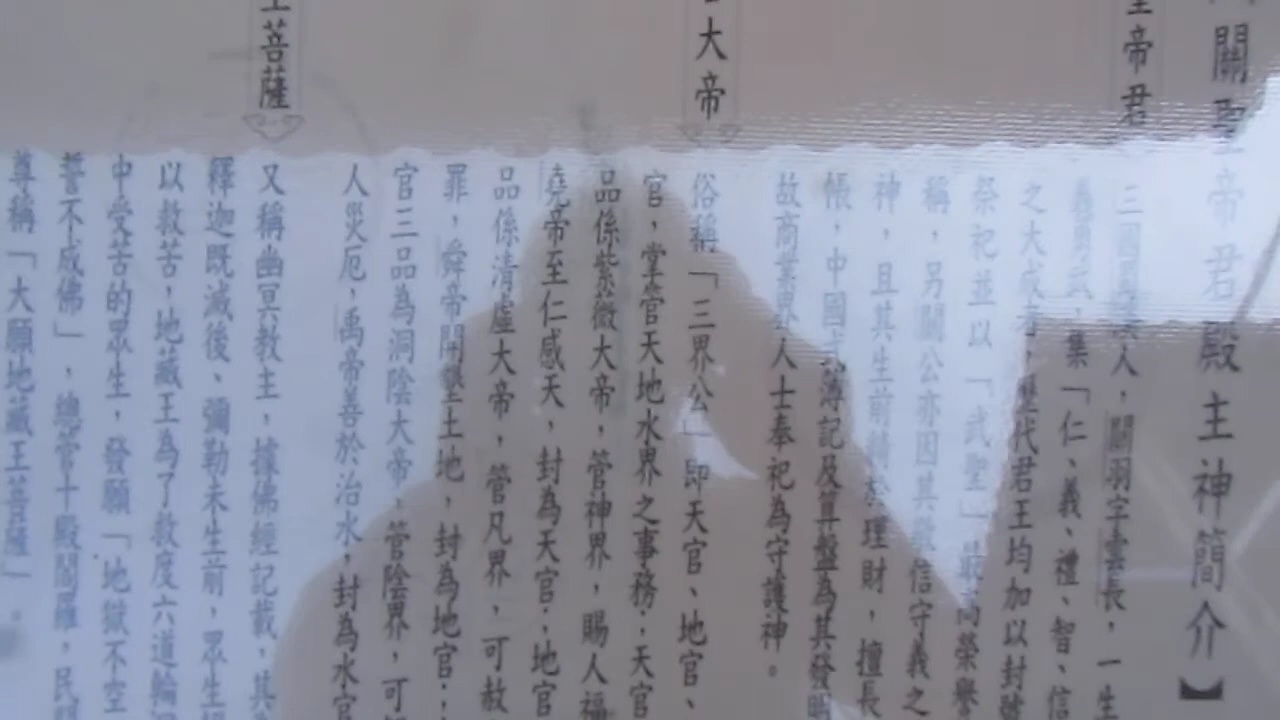 關聖帝君殿主神簡介】
帝君
三國蜀漢人，關羽字雲長，一生
義勇武，集「仁、義、禮、智、信
之大成者，歷代君王均加以封號
祭祀並以「武聖」最高榮譽
稱，另關公亦因其 信守義之
神，且其生前精於理財，擅長
帳，中國 簿記及算盤為其發明
故商業界人士奉祀為守護神。
大帝
俗稱「三界公」即天官、地官、
官，掌管天地水界之事務：天官
品係紫微大帝，管神界，賜人福
堯帝至仁感天，封為天官；地官
品係清虛大帝，管凡界，可赦
罪，舜帝開墾土地，封為地官；
官三品為洞陰大帝，管陰界，可
人災厄，禹帝善於治水，封為水官
菩薩
又稱幽冥教主，據佛經記載，其
釋迦既滅後、彌勒未生前，眾生
以救苦，地藏王為了救度六道輪
中受苦的眾生，發願「地獄不空
誓不成佛」，總管十殿閻羅，民
尊稱「大願地藏王菩薩」。